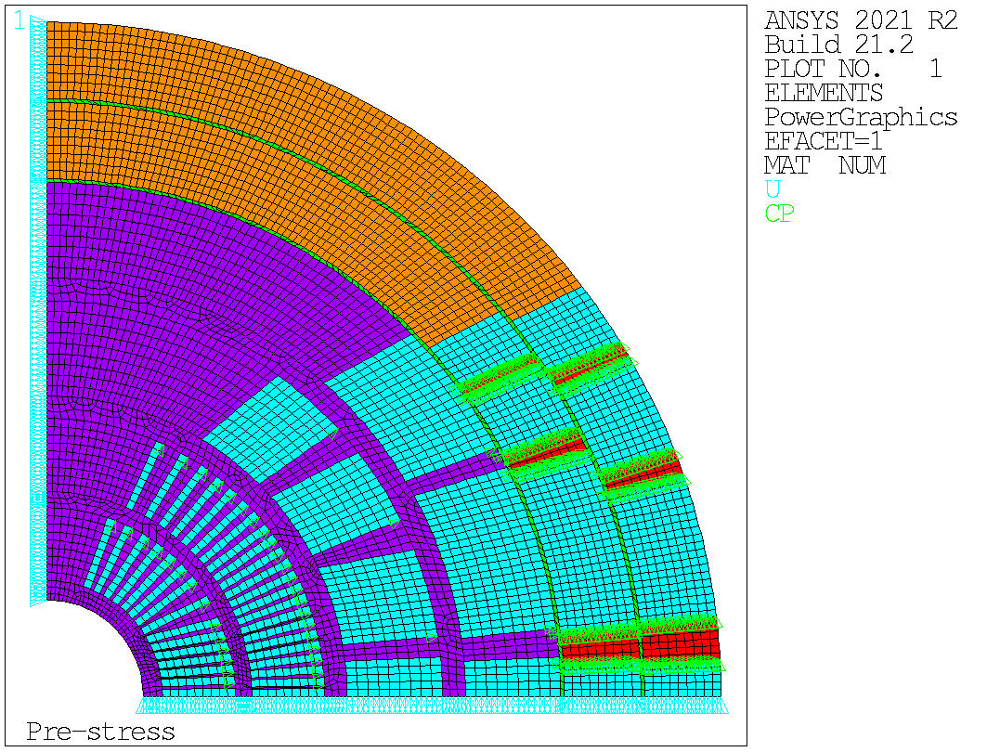 1
ANSYS 2021 R2
Build 21.2
PLOT NO.   1
ELEMENTS
PowerGraphics
EFACET=1
MAT  NUM
U
CP
Pre-stress